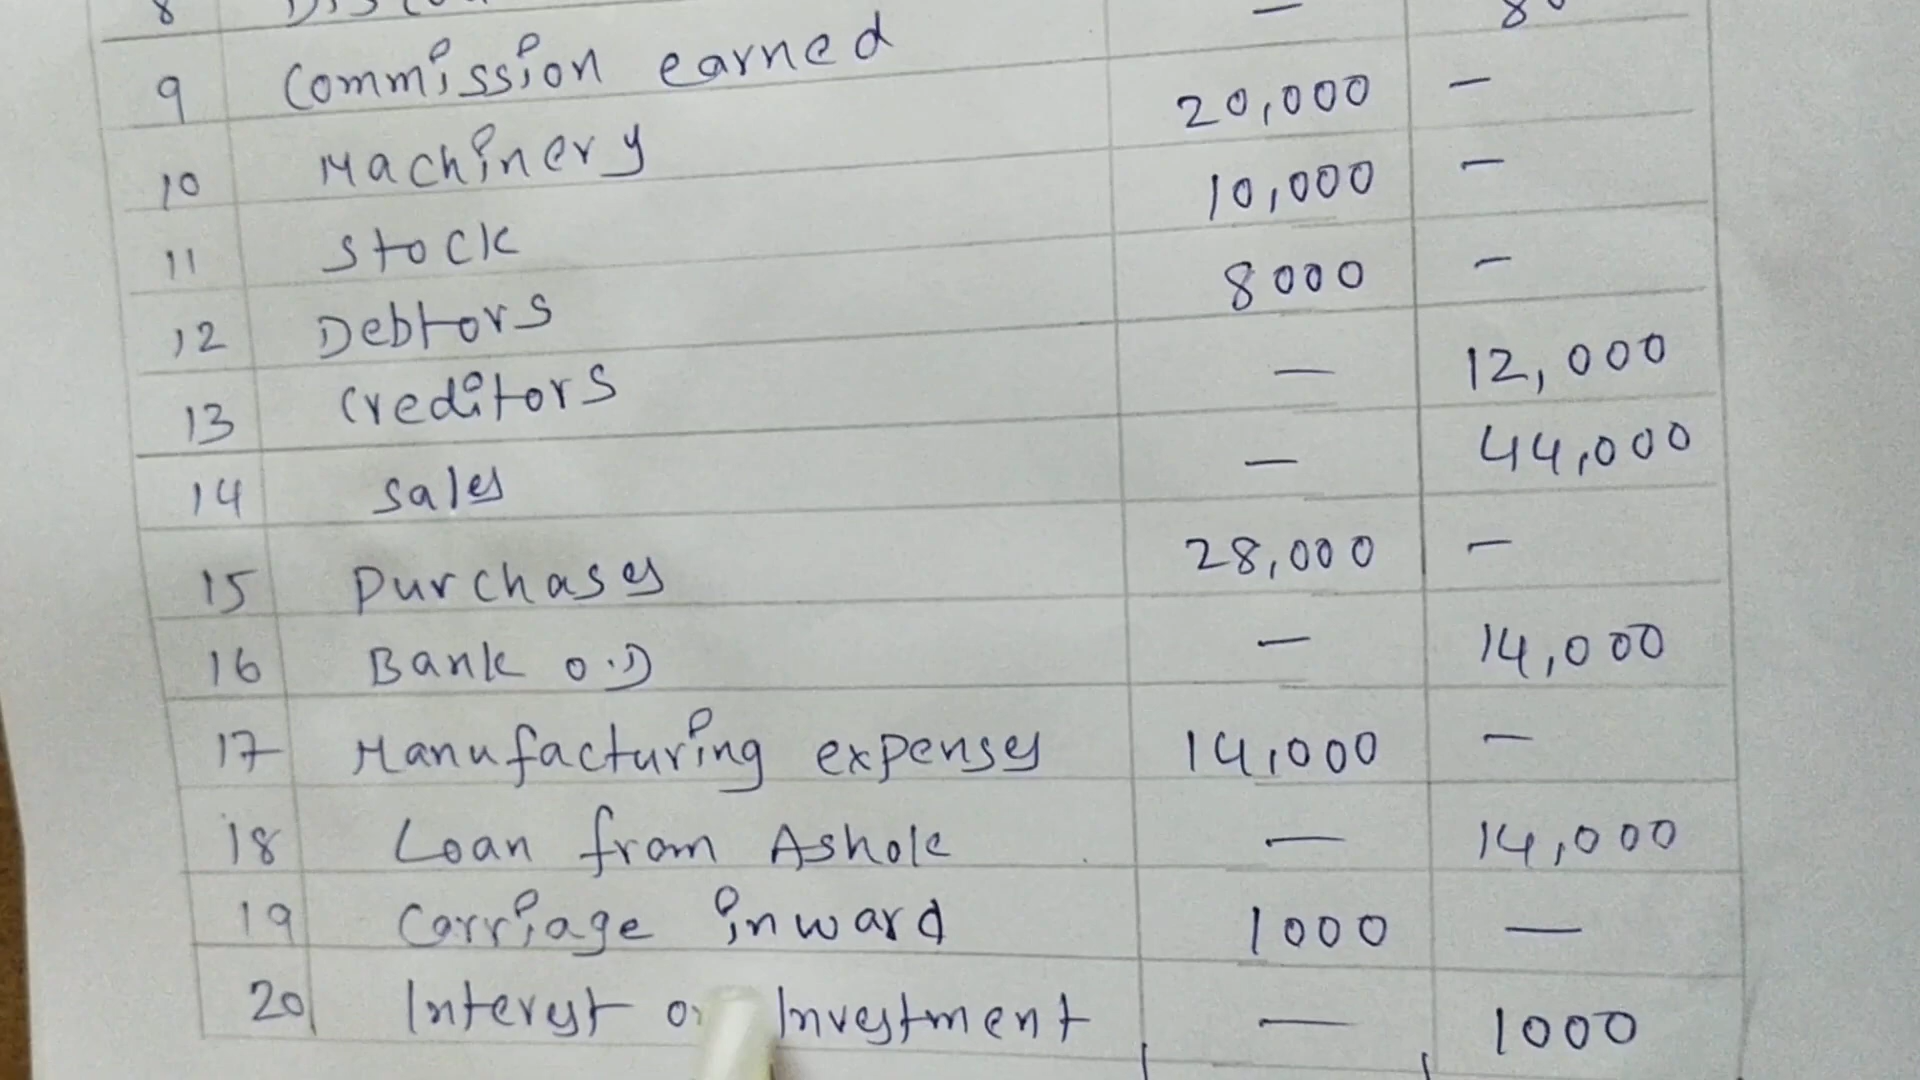 8
9 Commission earned —
10 Machinery 20,000 —
11 Stock 10,000 —
12 Debtors 8000 —
13 Creditors — 12,000
14 Sales — 44,000
15 Purchases 28,000 —
16 Bank O.D — 14,000
17 Manufacturing expenses 14,000 —
18 Loan from Ashok — 14,000
19 Carriage inward 1000 —
20 Interest Investment — 1000